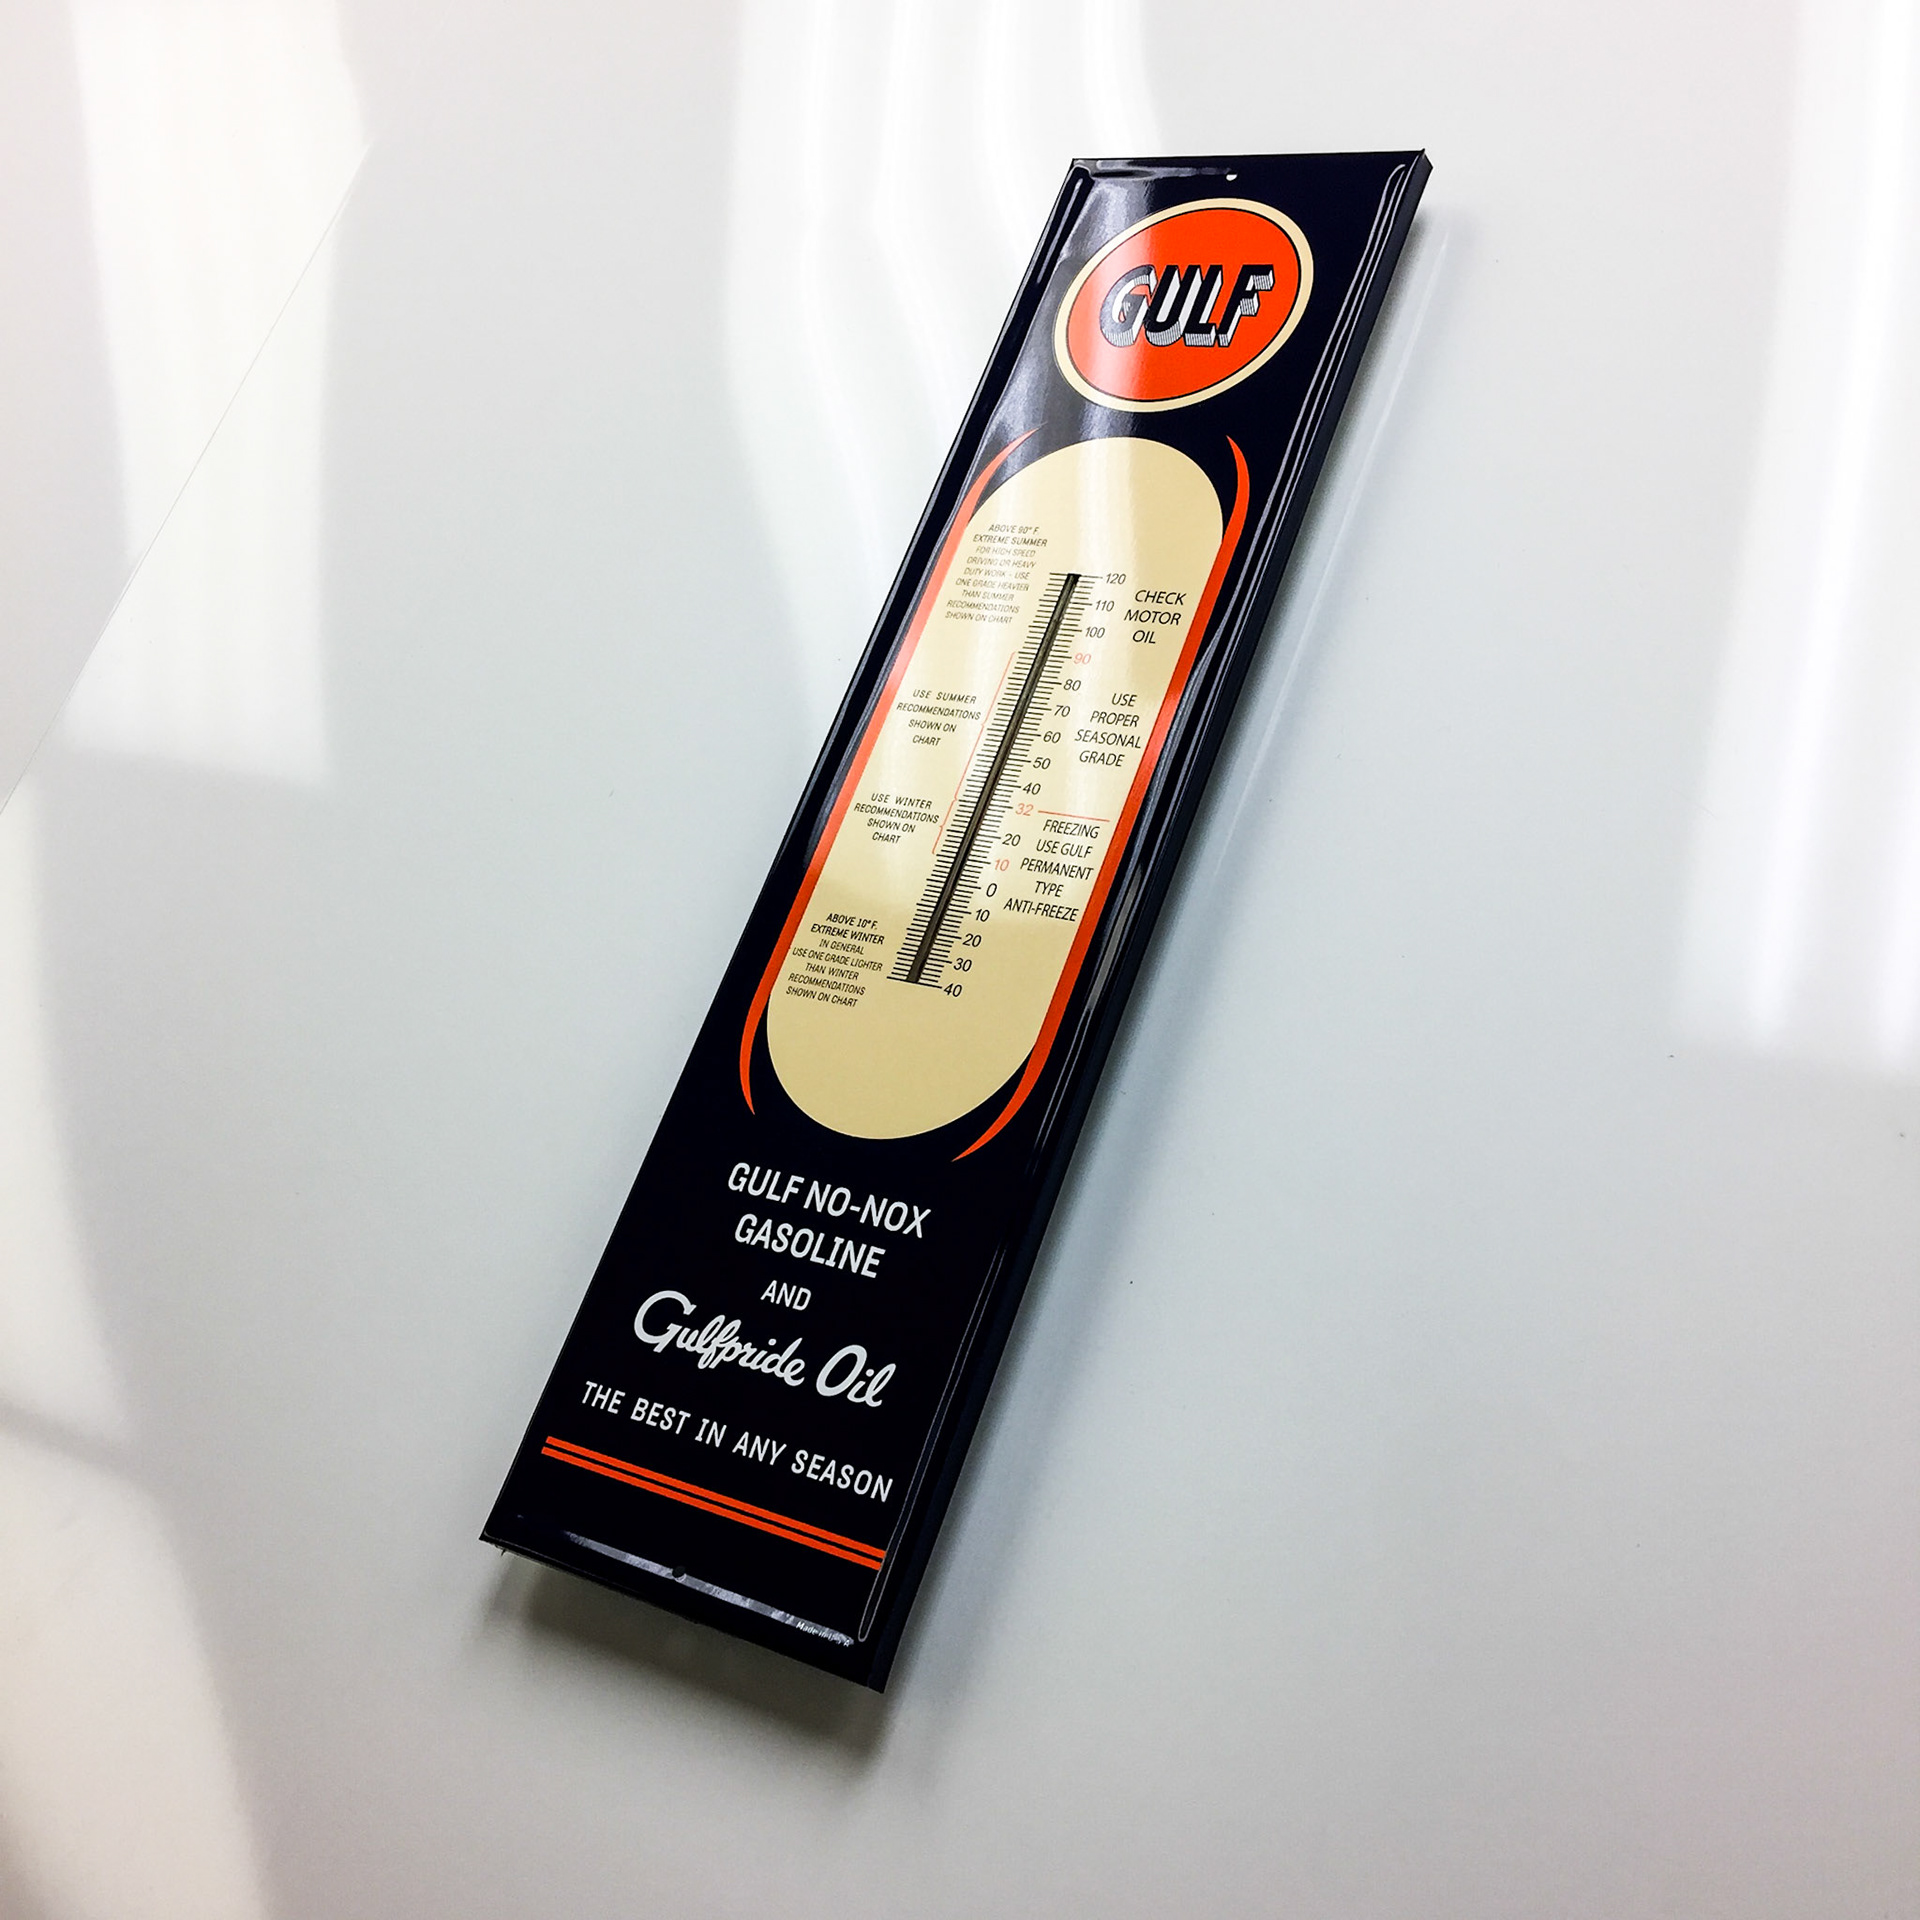 GULF
ABOVE 90° F.
EXTREME SUMMER
FOR HIGH SPEED
DRIVING OR HEAVY
DUTY WORK - USE
ONE GRADE HEAVIER
THAN SUMMER
RECOMMENDATIONS
SHOWN ON CHART
USE SUMMER
RECOMMENDATIONS
SHOWN ON
CHART
USE WINTER
RECOMMENDATIONS
SHOWN ON
CHART
ABOVE 10° F.
EXTREME WINTER
IN GENERAL
USE ONE GRADE LIGHTER
THAN WINTER
RECOMMENDATIONS
SHOWN ON CHART
120
110
100
90
80
70
60
50
40
32
20
10
0
10
20
30
40
CHECK
MOTOR
OIL
USE
PROPER
SEASONAL
GRADE
FREEZING
USE GULF
PERMANENT
TYPE
ANTI-FREEZE
GULF NO-NOX
GASOLINE
AND
Gulfpride Oil
THE BEST IN ANY SEASON
Made in